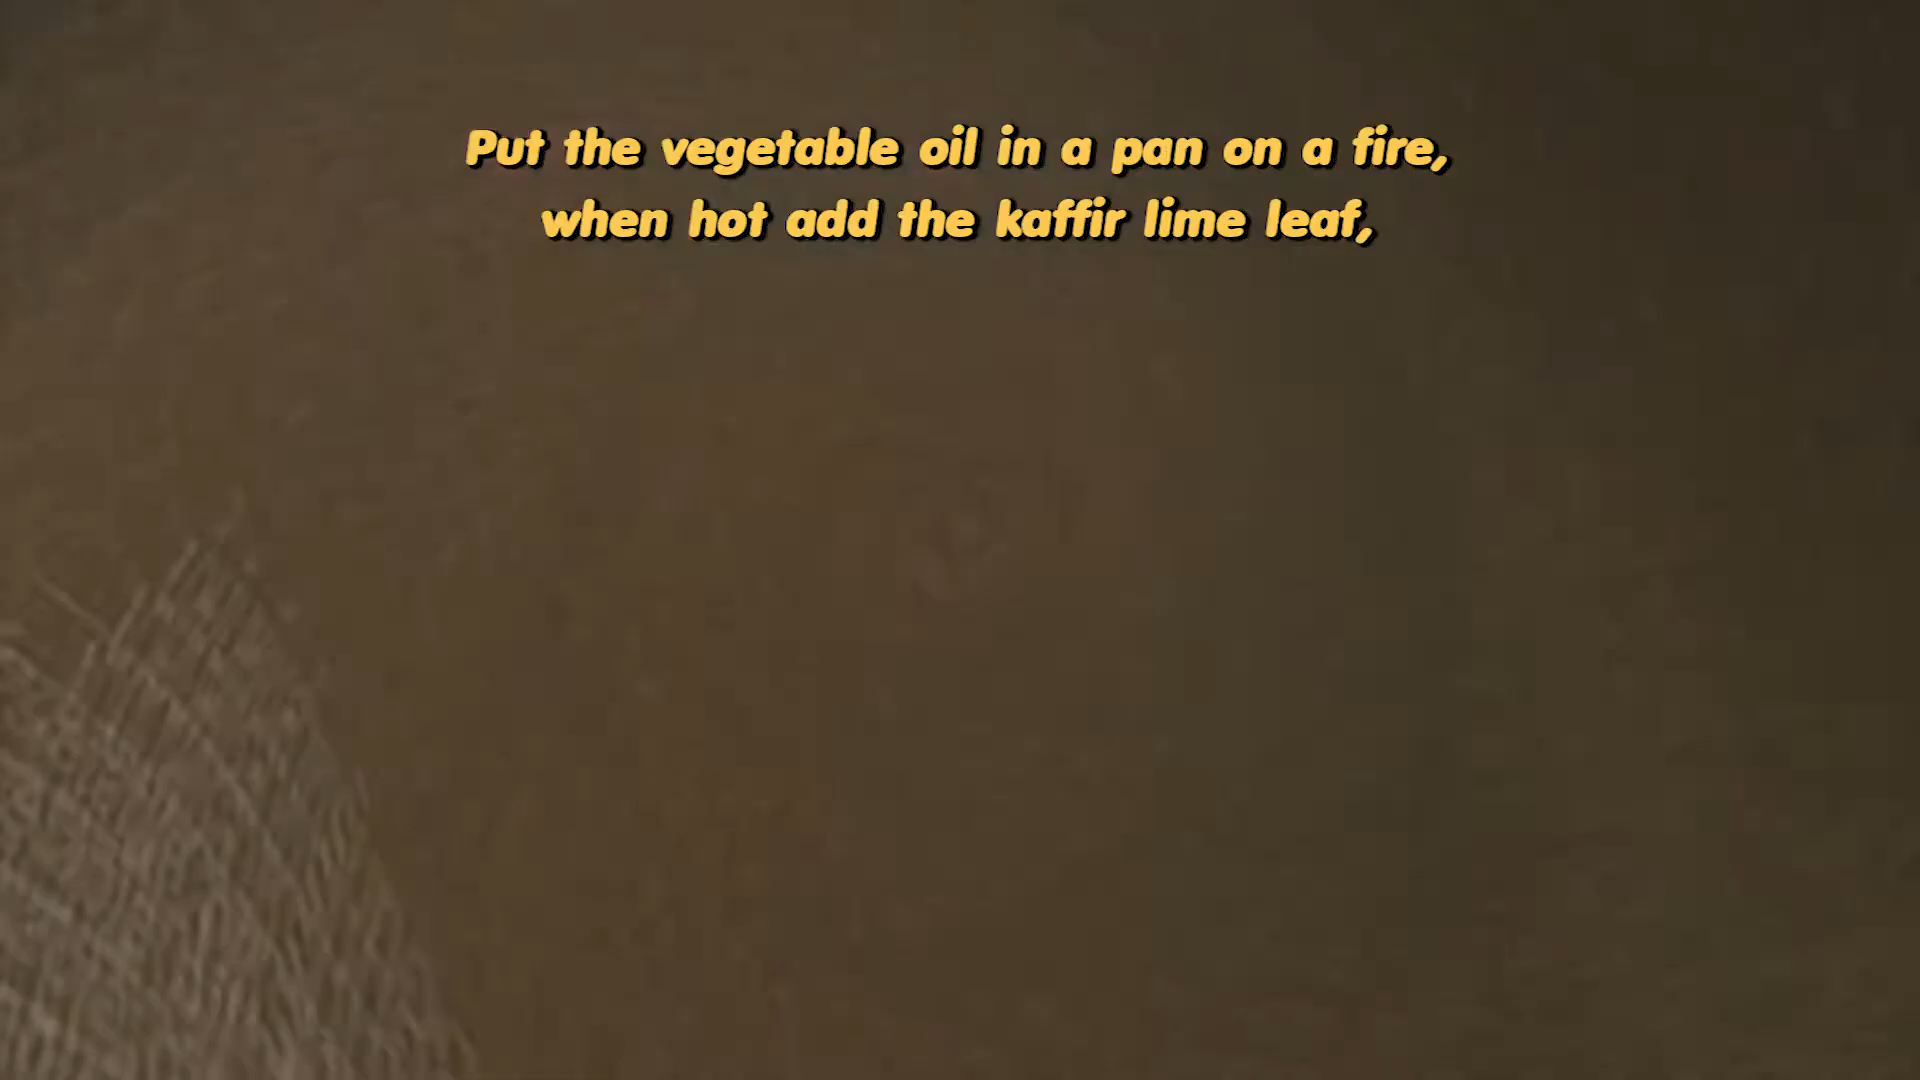 Put the vegetable oil in a pan on a fire,
when hot add the kaffir lime leaf,